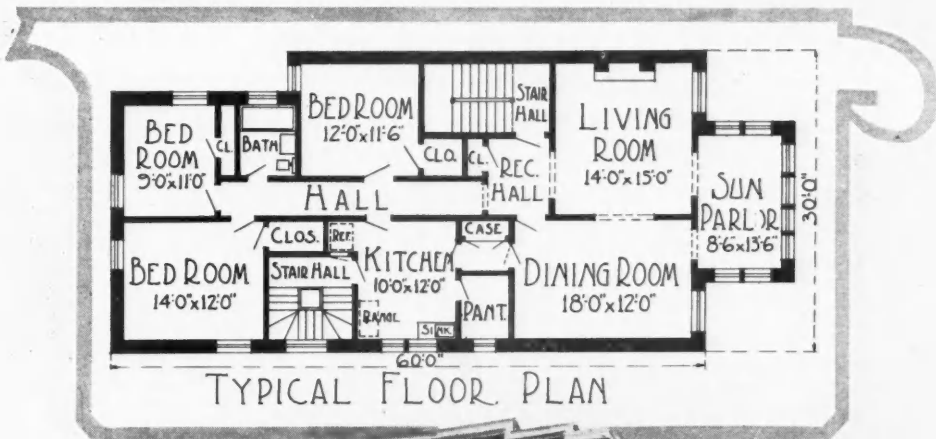 BED ROOM
12'-0"x11'-6"
STAIR
HALL
LIVING
ROOM
14'-0"x15'-0"
BED
ROOM
9'-0"x11'-0"
CL.
BATH
CLO.
CL.
REC.
HALL
SUN
PARLOR
8'-6"x13'-6"
30'-0"
HALL
BED ROOM
14'-0"x12'-0"
CLOS.
STAIR HALL
REF.
KITCHEN
10'-0"x12'-0"
RANGE
SINK
CASE
PANT.
DINING ROOM
18'-0"x12'-0"
60'-0"
TYPICAL FLOOR PLAN